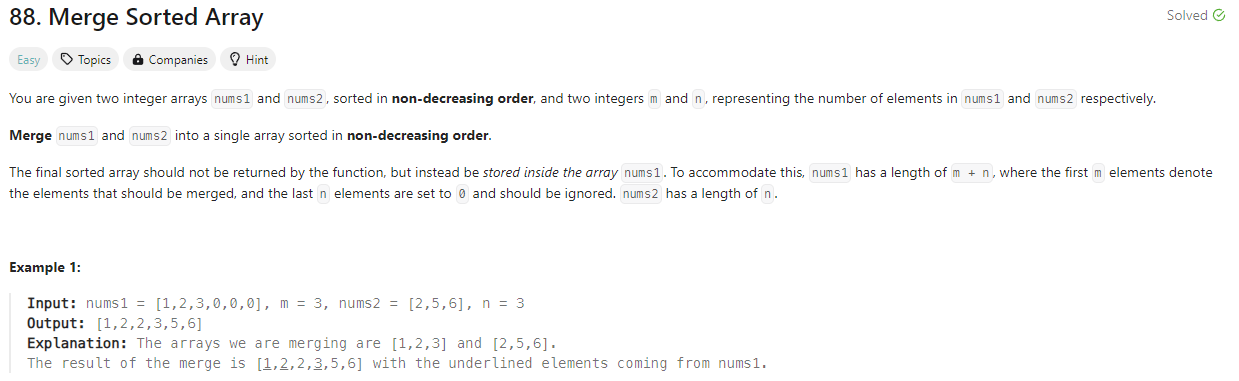 88. Merge Sorted Array
Solved
Easy Topics Companies Hint
You are given two integer arrays nums1 and nums2, sorted in non-decreasing order, and two integers m and n, representing the number of elements in nums1 and nums2 respectively.
Merge nums1 and nums2 into a single array sorted in non-decreasing order.
The final sorted array should not be returned by the function, but instead be stored inside the array nums1. To accommodate this, nums1 has a length of m + n, where the first m elements denote
the elements that should be merged, and the last n elements are set to 0 and should be ignored. nums2 has a length of n.
Example 1:
Input: nums1 = [1,2,3,0,0,0], m = 3, nums2 = [2,5,6], n = 3
Output: [1,2,2,3,5,6]
Explanation: The arrays we are merging are [1,2,3] and [2,5,6].
The result of the merge is [1,2,2,3,5,6] with the underlined elements coming from nums1.